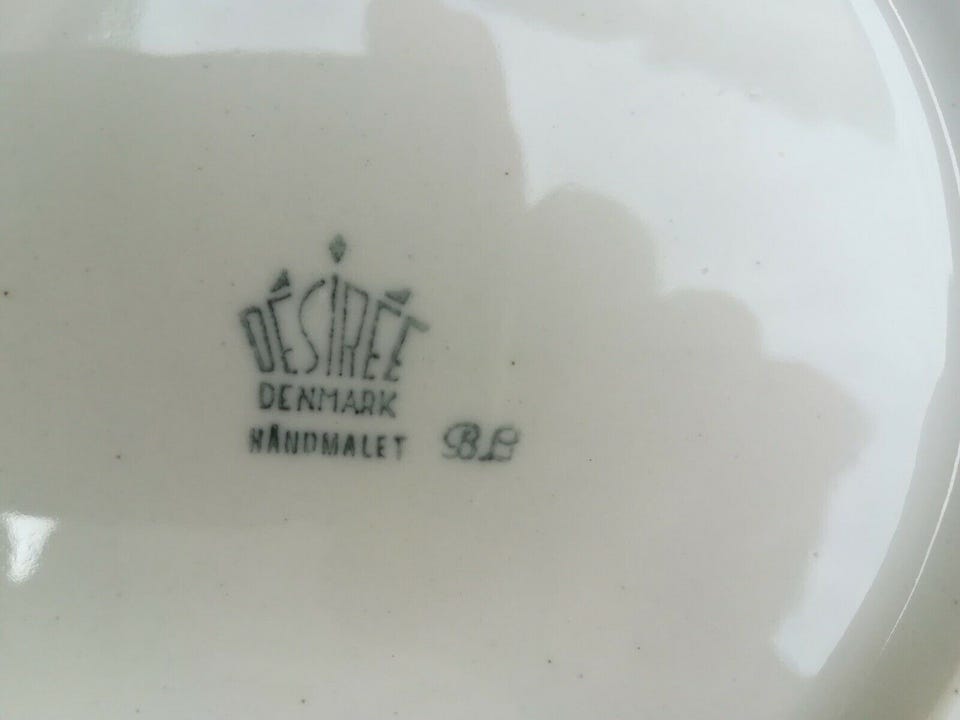 DÉSIRÉE
DENMARK
HÅNDMALET BL